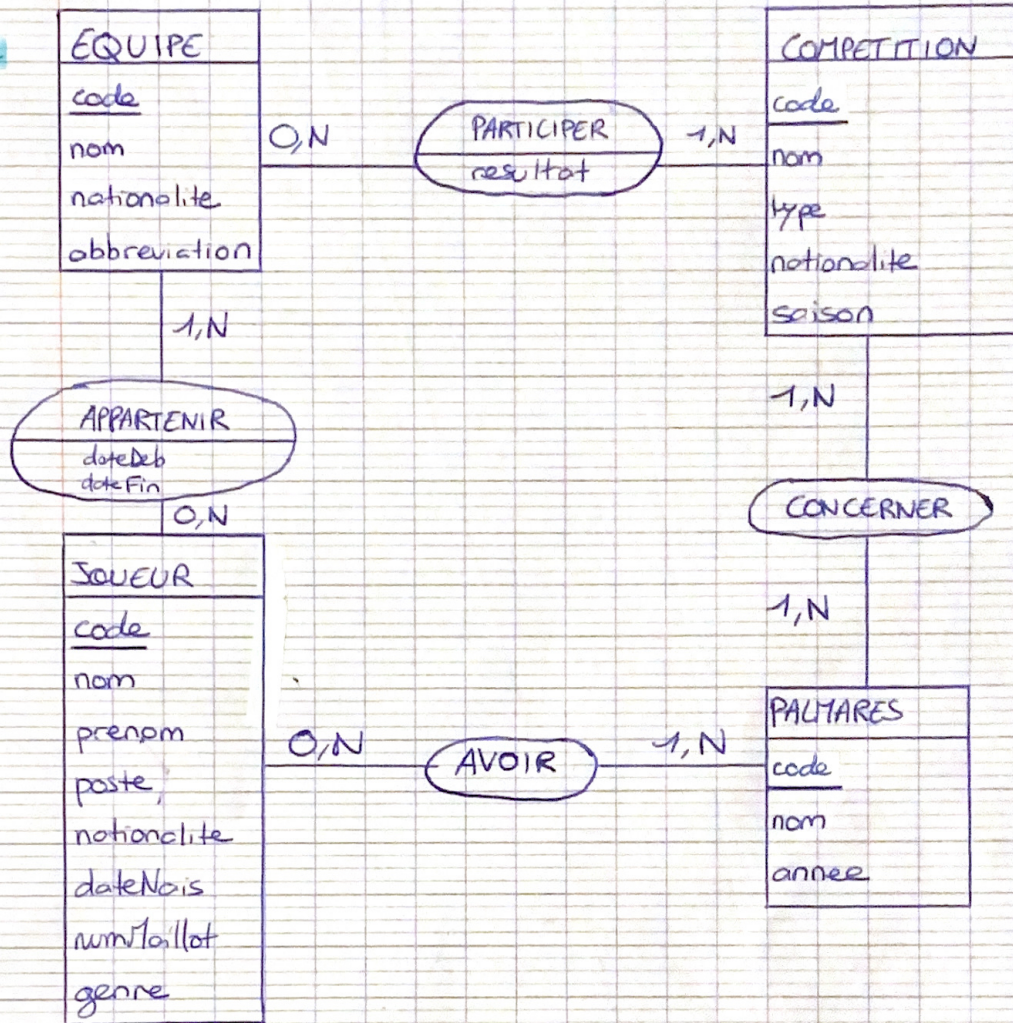 EQUIPE
code
nom
nationalite
abbreviation
0,N
PARTICIPER
resultat
1,N
COMPETITION
code
nom
type
nationalite
saison
1,N
APPARTENIR
dateDeb
dateFin
0,N
1,N
CONCERNER
1,N
JOUEUR
code
nom
prenom
poste
nationalite
dateNais
numMaillot
genre
0,N
AVOIR
1,N
PALMARES
code
nom
annee